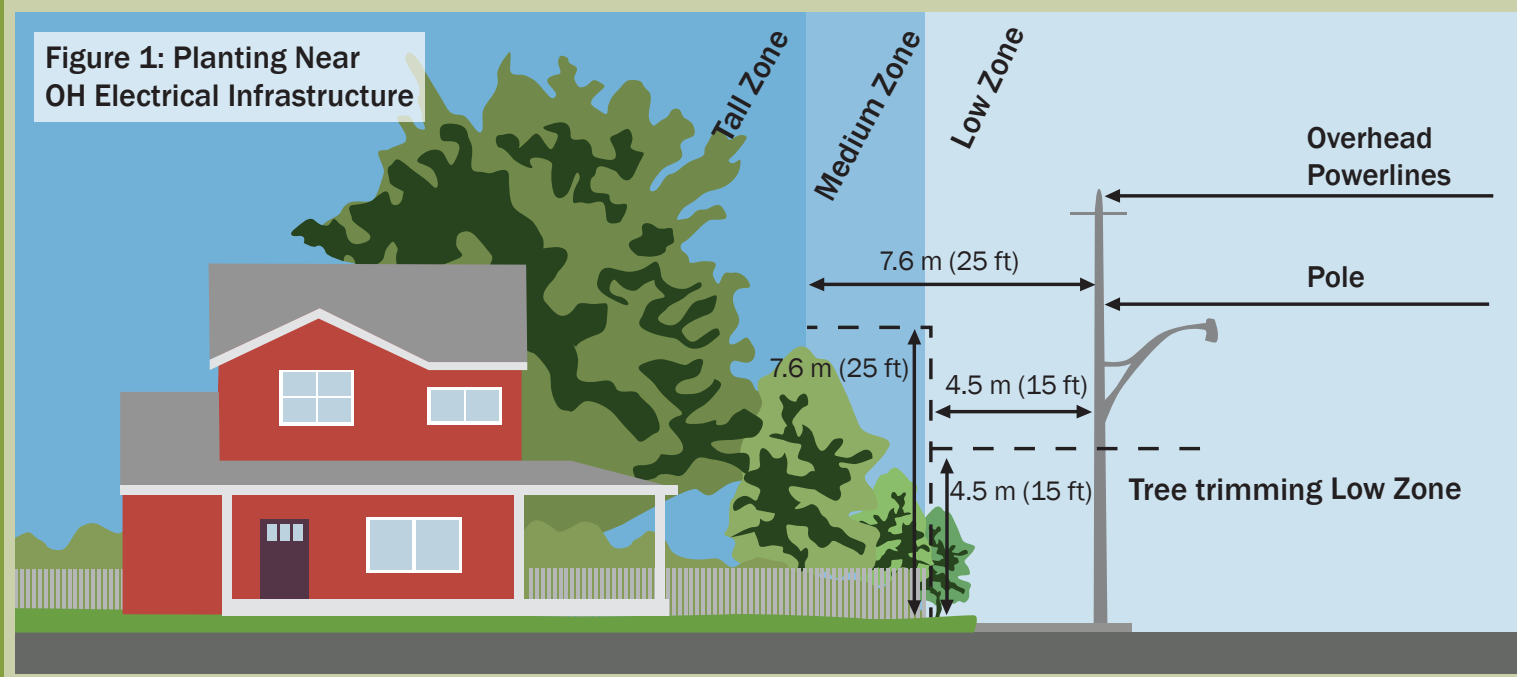 Figure 1: Planting Near
OH Electrical Infrastructure
Tall Zone
Medium Zone
Low Zone
Overhead
Powerlines
7.6 m (25 ft)
Pole
7.6 m (25 ft)
4.5 m (15 ft)
4.5 m (15 ft)
Tree trimming Low Zone